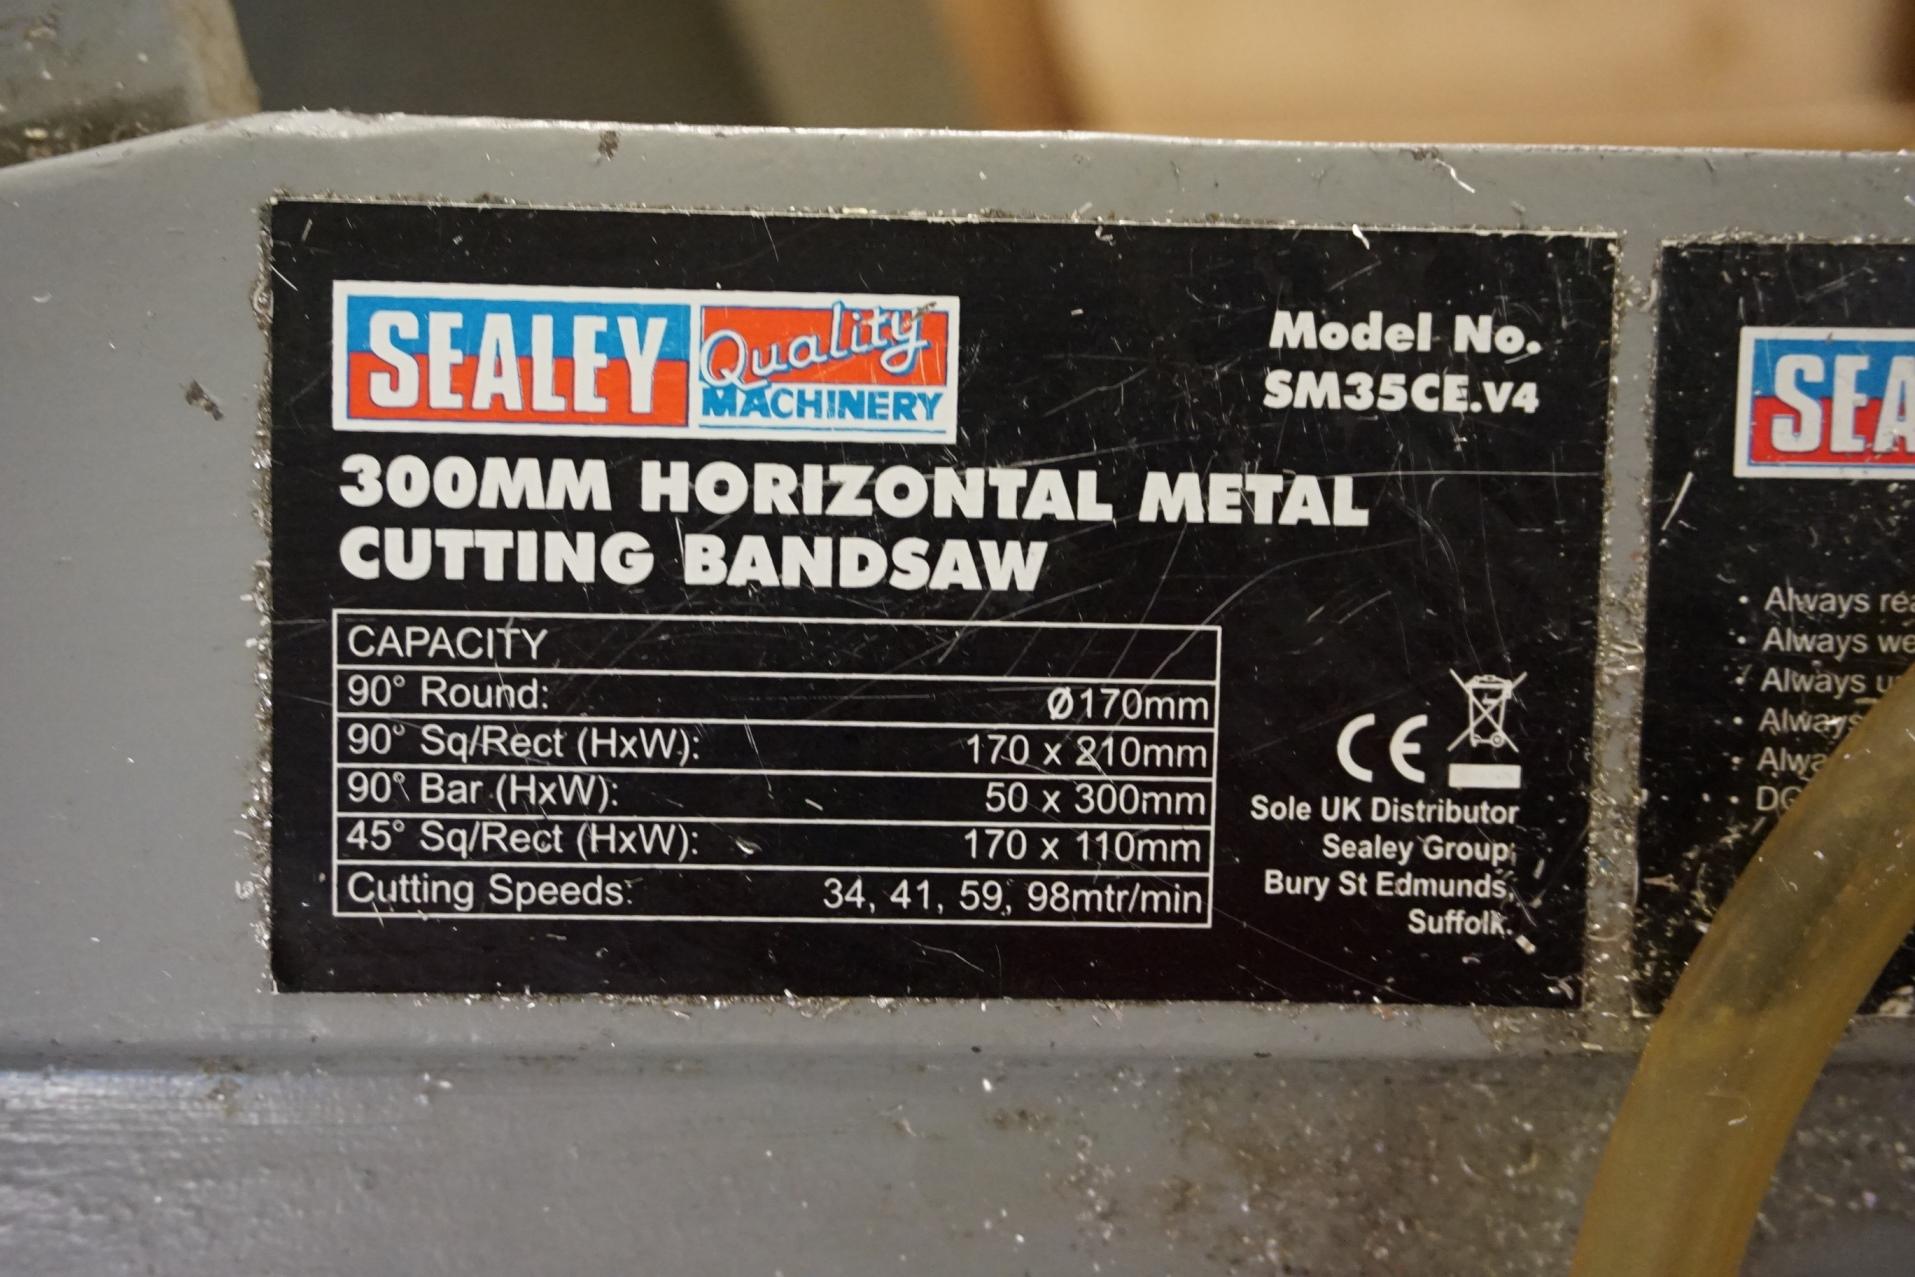 SEALEY Quality
MACHINERY
Model No.
SM35CE.V4
300MM HORIZONTAL METAL
CUTTING BANDSAW
CAPACITY
90° Round: Ø170mm
90° Sq/Rect (HxW): 170 x 210mm
90° Bar (HxW): 50 x 300mm
45° Sq/Rect (HxW): 170 x 110mm
Cutting Speeds: 34, 41, 59, 98mtr/min
CE
Sole UK Distributor
Sealey Group,
Bury St Edmunds,
Suffolk.
SEA
• Always
• Always
• Always
• Always